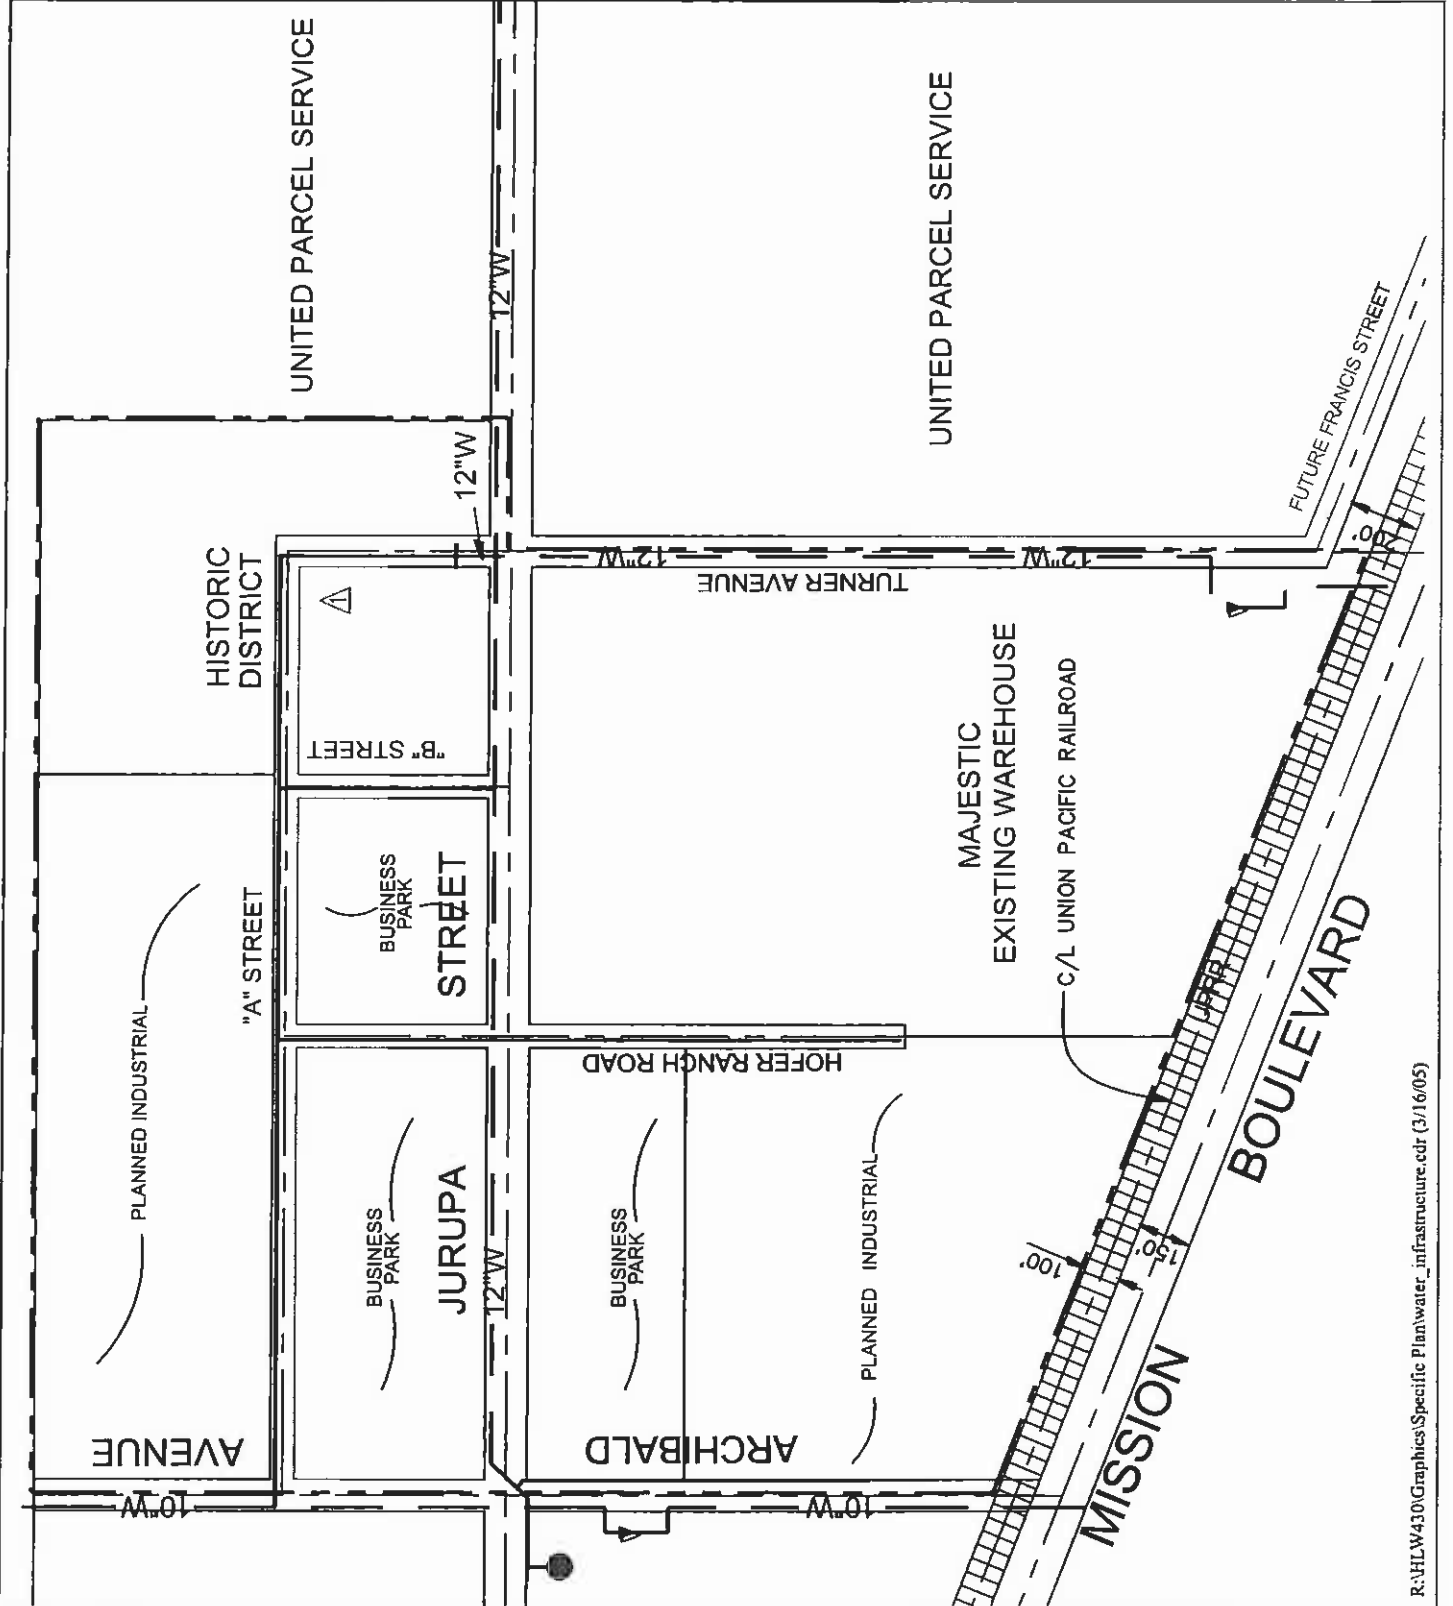 UNITED PARCEL SERVICE
12"W
UNITED PARCEL SERVICE
FUTURE FRANCIS STREET
12"W
HISTORIC
DISTRICT
1
"B" STREET
12"W
12"W
TURNER AVENUE
MAJESTIC
EXISTING WAREHOUSE
C/L UNION PACIFIC RAILROAD
PLANNED INDUSTRIAL
"A" STREET
BUSINESS
PARK
JURUPA STREET
HOFER RANCH ROAD
UPRR
BUSINESS
PARK
12"W
BUSINESS
PARK
PLANNED INDUSTRIAL
100'
150'
ARCHIBALD AVENUE
10"W
10"W
MISSION BOULEVARD
R:\HLW430\Graphics\Specific Plan\water_infrastructure.cdr (3/16/05)